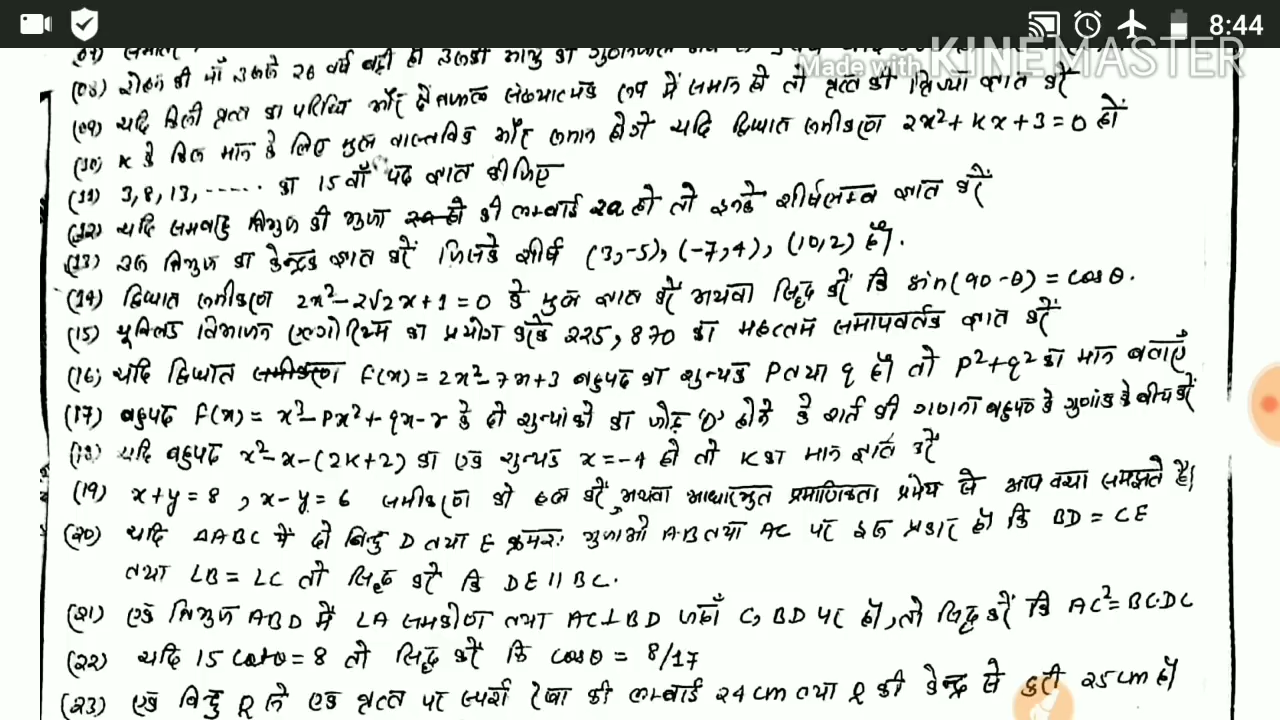 8:44
Made with KINEMASTER
(08) रोहन की माँ उससे 26 वर्ष बड़ी है उनकी आयु का गुणनफल
(09) यदि किसी वृत्त का परिधि और क्षेत्रफल संख्यात्मक रूप में समान हो तो वृत्त की त्रिज्या ज्ञात करें
(10) K के किस मान के लिए मूल वास्तविक और समान होंगे यदि द्विघात समीकरण 2x²+kx+3=0 हो
(11) 3, 8, 13, ..... का 15वाँ पद ज्ञात कीजिए
(12) यदि समबाहु त्रिभुज की भुजा की लम्बाई 2a हो तो इनके शीर्षलम्ब ज्ञात करें
(13) उस त्रिभुज का केन्द्रक ज्ञात करें जिसके शीर्ष (3,-5), (-7,4), (10,2) हैं।
(14) द्विघात समीकरण 2x²-2√2x+1=0 के मूल ज्ञात करें अथवा सिद्ध करें कि sin(90-θ)=cosθ.
(15) यूक्लिड विभाजन एल्गोरिथ्म का प्रयोग करके 225, 870 का महत्तम समापवर्तक ज्ञात करें
(16) यदि द्विघात f(x)=2x²-7x+3 बहुपद का शून्यक P तथा q हैं तो p²+q² का मान बताएँ
(17) बहुपद f(x)=x³-Px²+qx-r के दो शून्यांको का जोड़ '0' होने के शर्त की गणना बहुपद के गुणांक के बीच करें
(18) यदि बहुपद x²-x-(2k+2) का एक शून्यक x=-4 हो तो K का मान ज्ञात करें
(19) x+y=8, x-y=6 समीकरण को हल करें, अथवा आधारभूत प्रमाणिकता प्रमेय से आप क्या समझते हैं।
(20) यदि ΔABC में दो बिन्दु D तथा E क्रमशः भुजाओ AB तथा AC पर इस प्रकार हैं कि BD=CE
तथा ∠B=∠C तो सिद्ध करें कि DE||BC.
(21) एक त्रिभुज ABD में ∠A समकोण तथा AC⊥BD जहाँ C, BD पर हैं, तो सिद्ध करें कि AC²=BC.DC
(22) यदि 15 cotθ=8 तो सिद्ध करें कि cosθ=8/17
(23) एक बिन्दु Q से एक वृत्त पर स्पर्श रेखा की लम्बाई 24cm तथा Q की केन्द्र से दूरी 25cm हैं